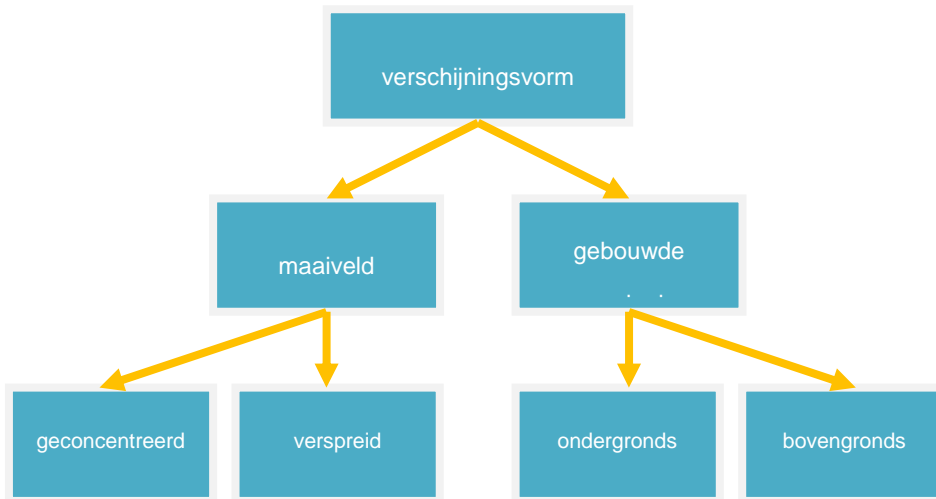 verschijningsvorm
maaiveld
gebouwde
geconcentreerd
verspreid
ondergronds
bovengronds